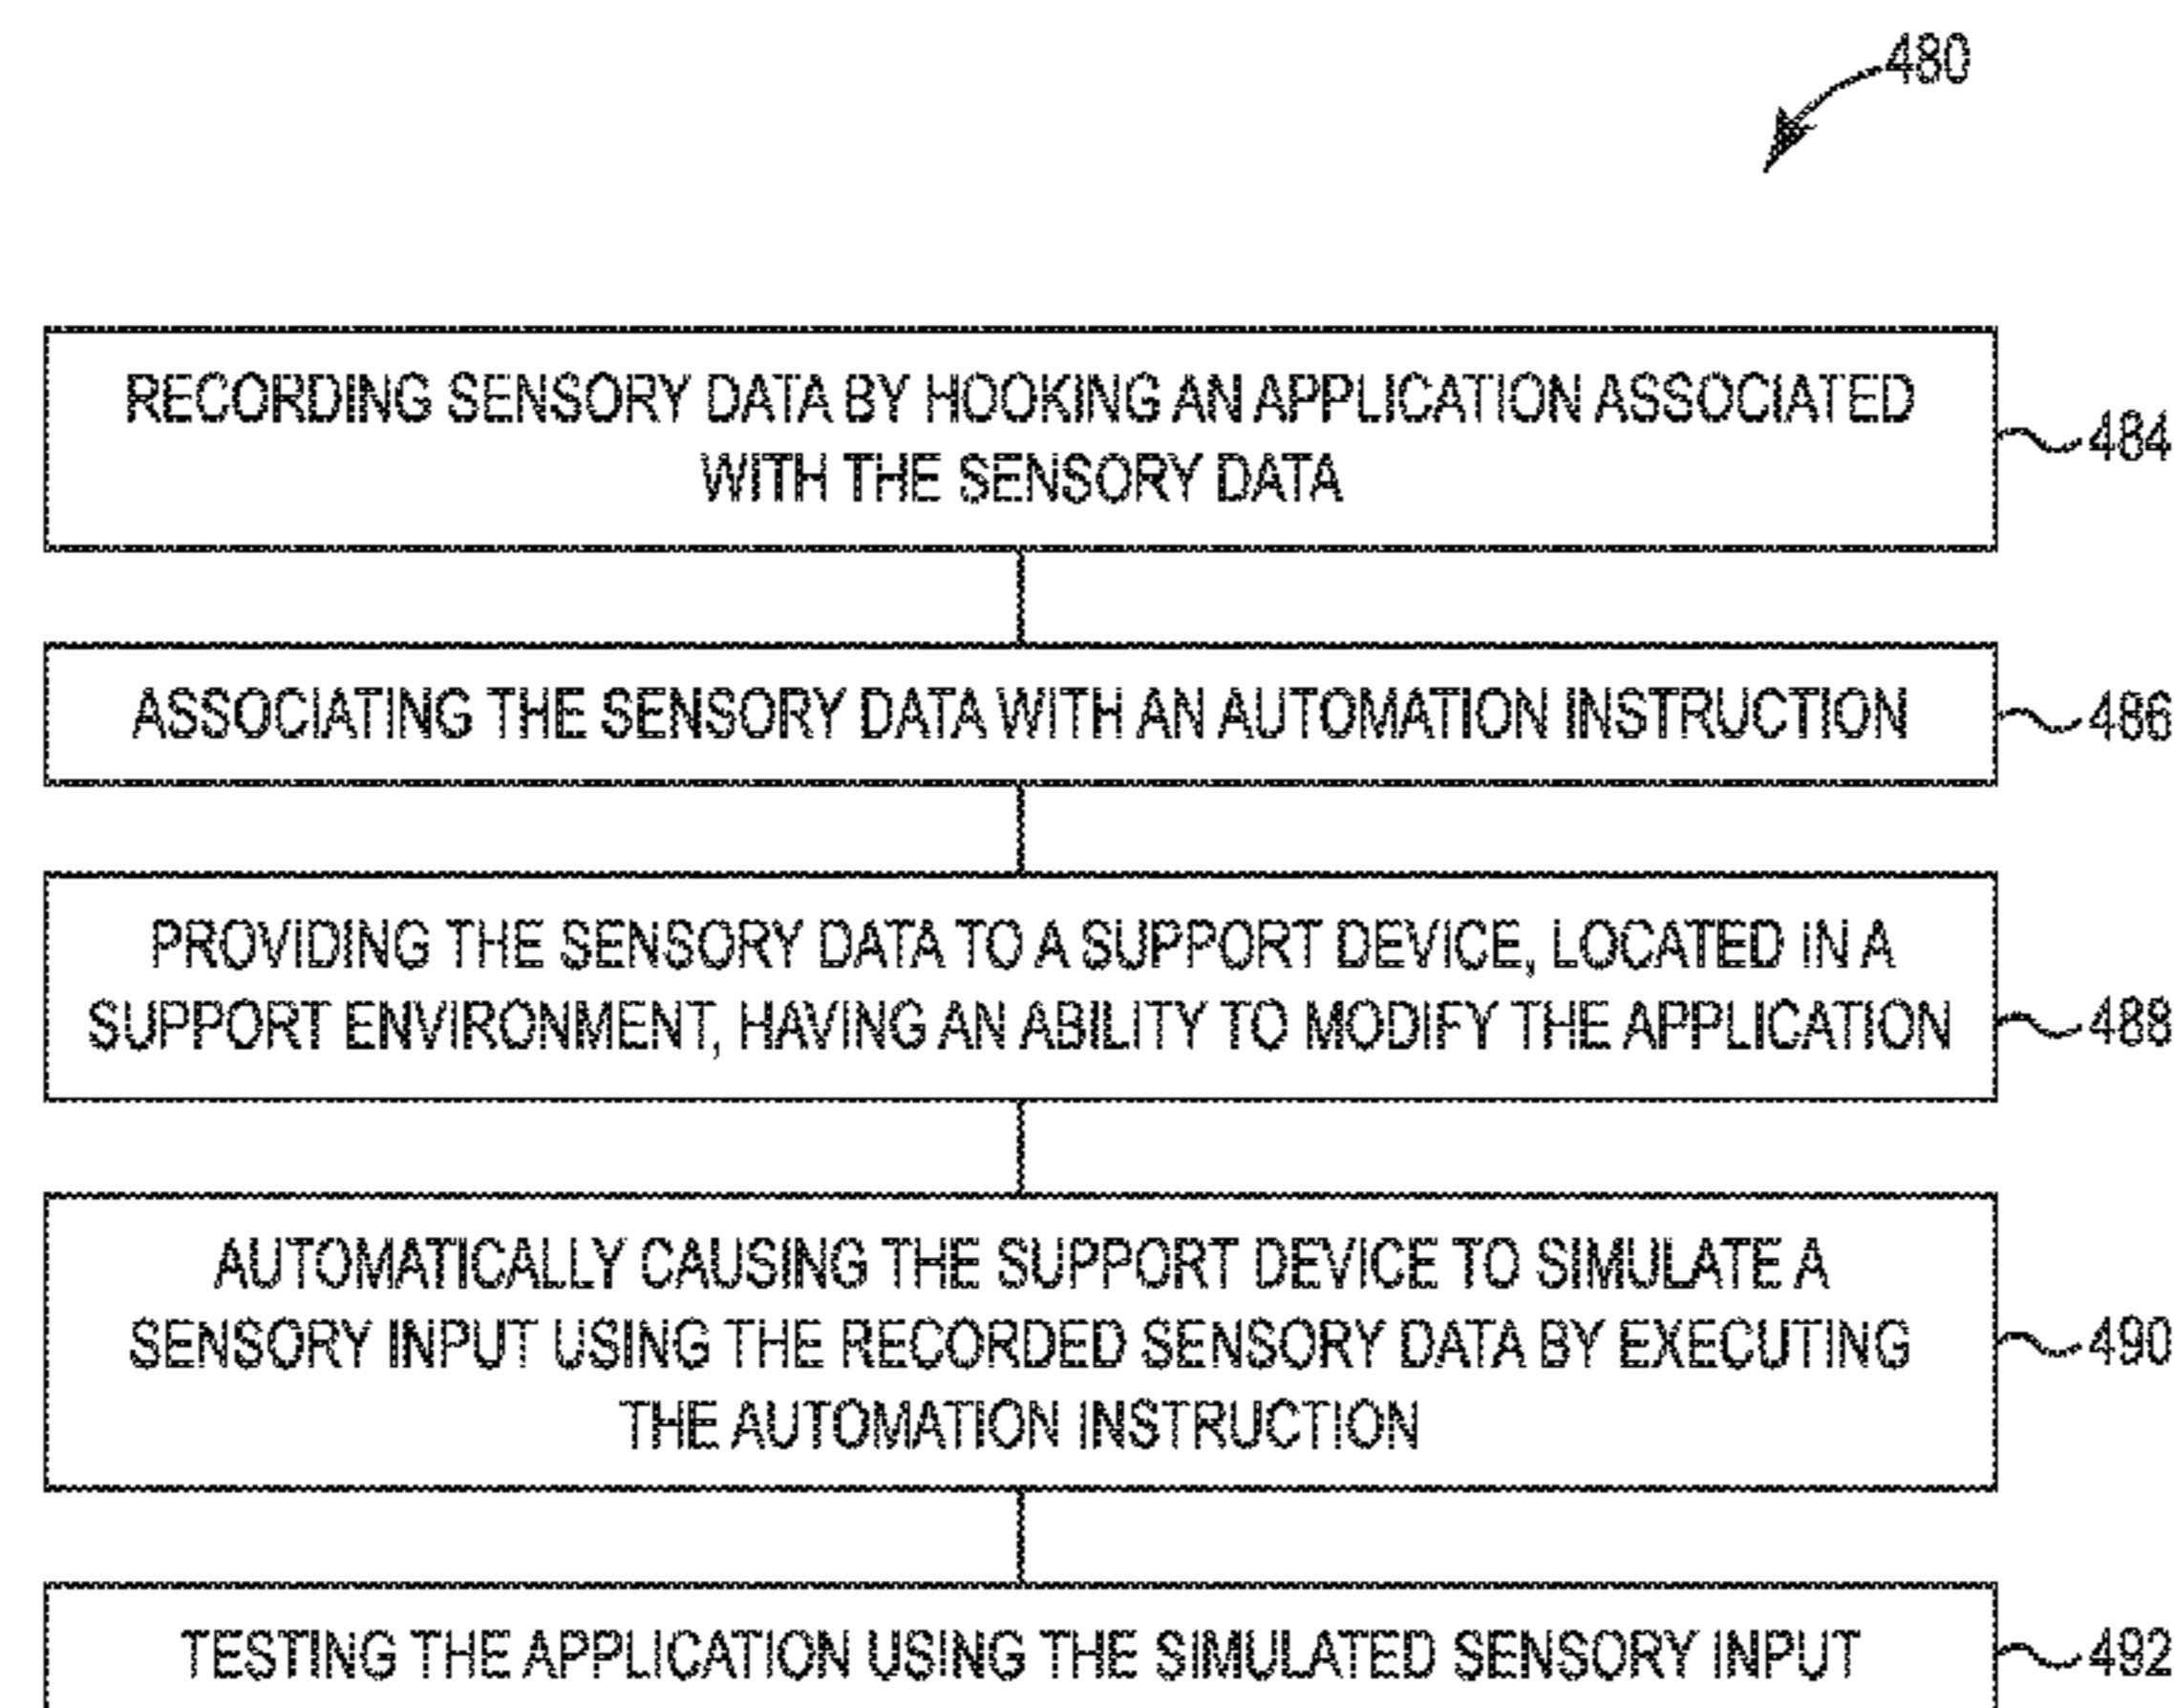 480
RECORDING SENSORY DATA BY HOOKING AN APPLICATION ASSOCIATED
WITH THE SENSORY DATA
484
ASSOCIATING THE SENSORY DATA WITH AN AUTOMATION INSTRUCTION
486
PROVIDING THE SENSORY DATA TO A SUPPORT DEVICE, LOCATED IN A
SUPPORT ENVIRONMENT, HAVING AN ABILITY TO MODIFY THE APPLICATION
488
AUTOMATICALLY CAUSING THE SUPPORT DEVICE TO SIMULATE A
SENSORY INPUT USING THE RECORDED SENSORY DATA BY EXECUTING
THE AUTOMATION INSTRUCTION
490
TESTING THE APPLICATION USING THE SIMULATED SENSORY INPUT
492